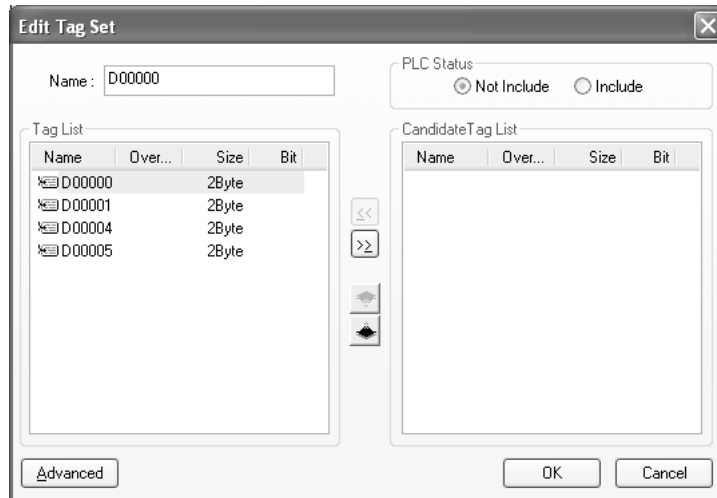 Edit Tag Set
Name : D00000
PLC Status
Not Include Include
Tag List
Name Over... Size Bit
D00000 2Byte
D00001 2Byte
D00004 2Byte
D00005 2Byte
<<
>>
CandidateTag List
Name Over... Size Bit
Advanced
OK Cancel